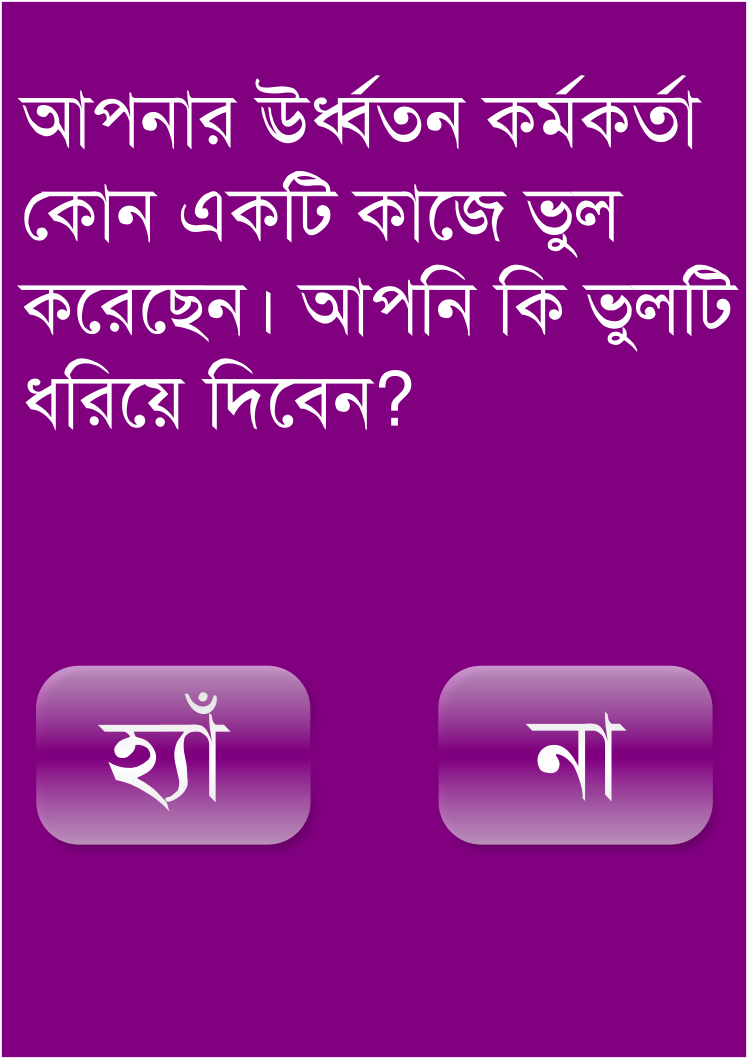 আপনার ঊর্ধ্বতন কর্মকর্তা
কোন একটি কাজে ভুল
করেছেন। আপনি কি ভুলটি
ধরিয়ে দিবেন?
হ্যাঁ
না